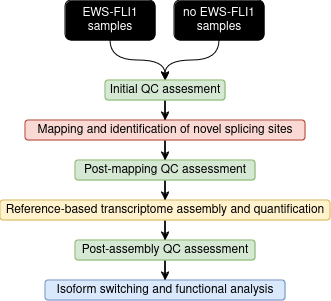 EWS-FLI1
samples
no EWS-FLI1
samples
Initial QC assesment
Mapping and identification of novel splicing sites
Post-mapping QC assessment
Reference-based transcriptome assembly and quantification
Post-assembly QC assessment
Isoform switching and functional analysis